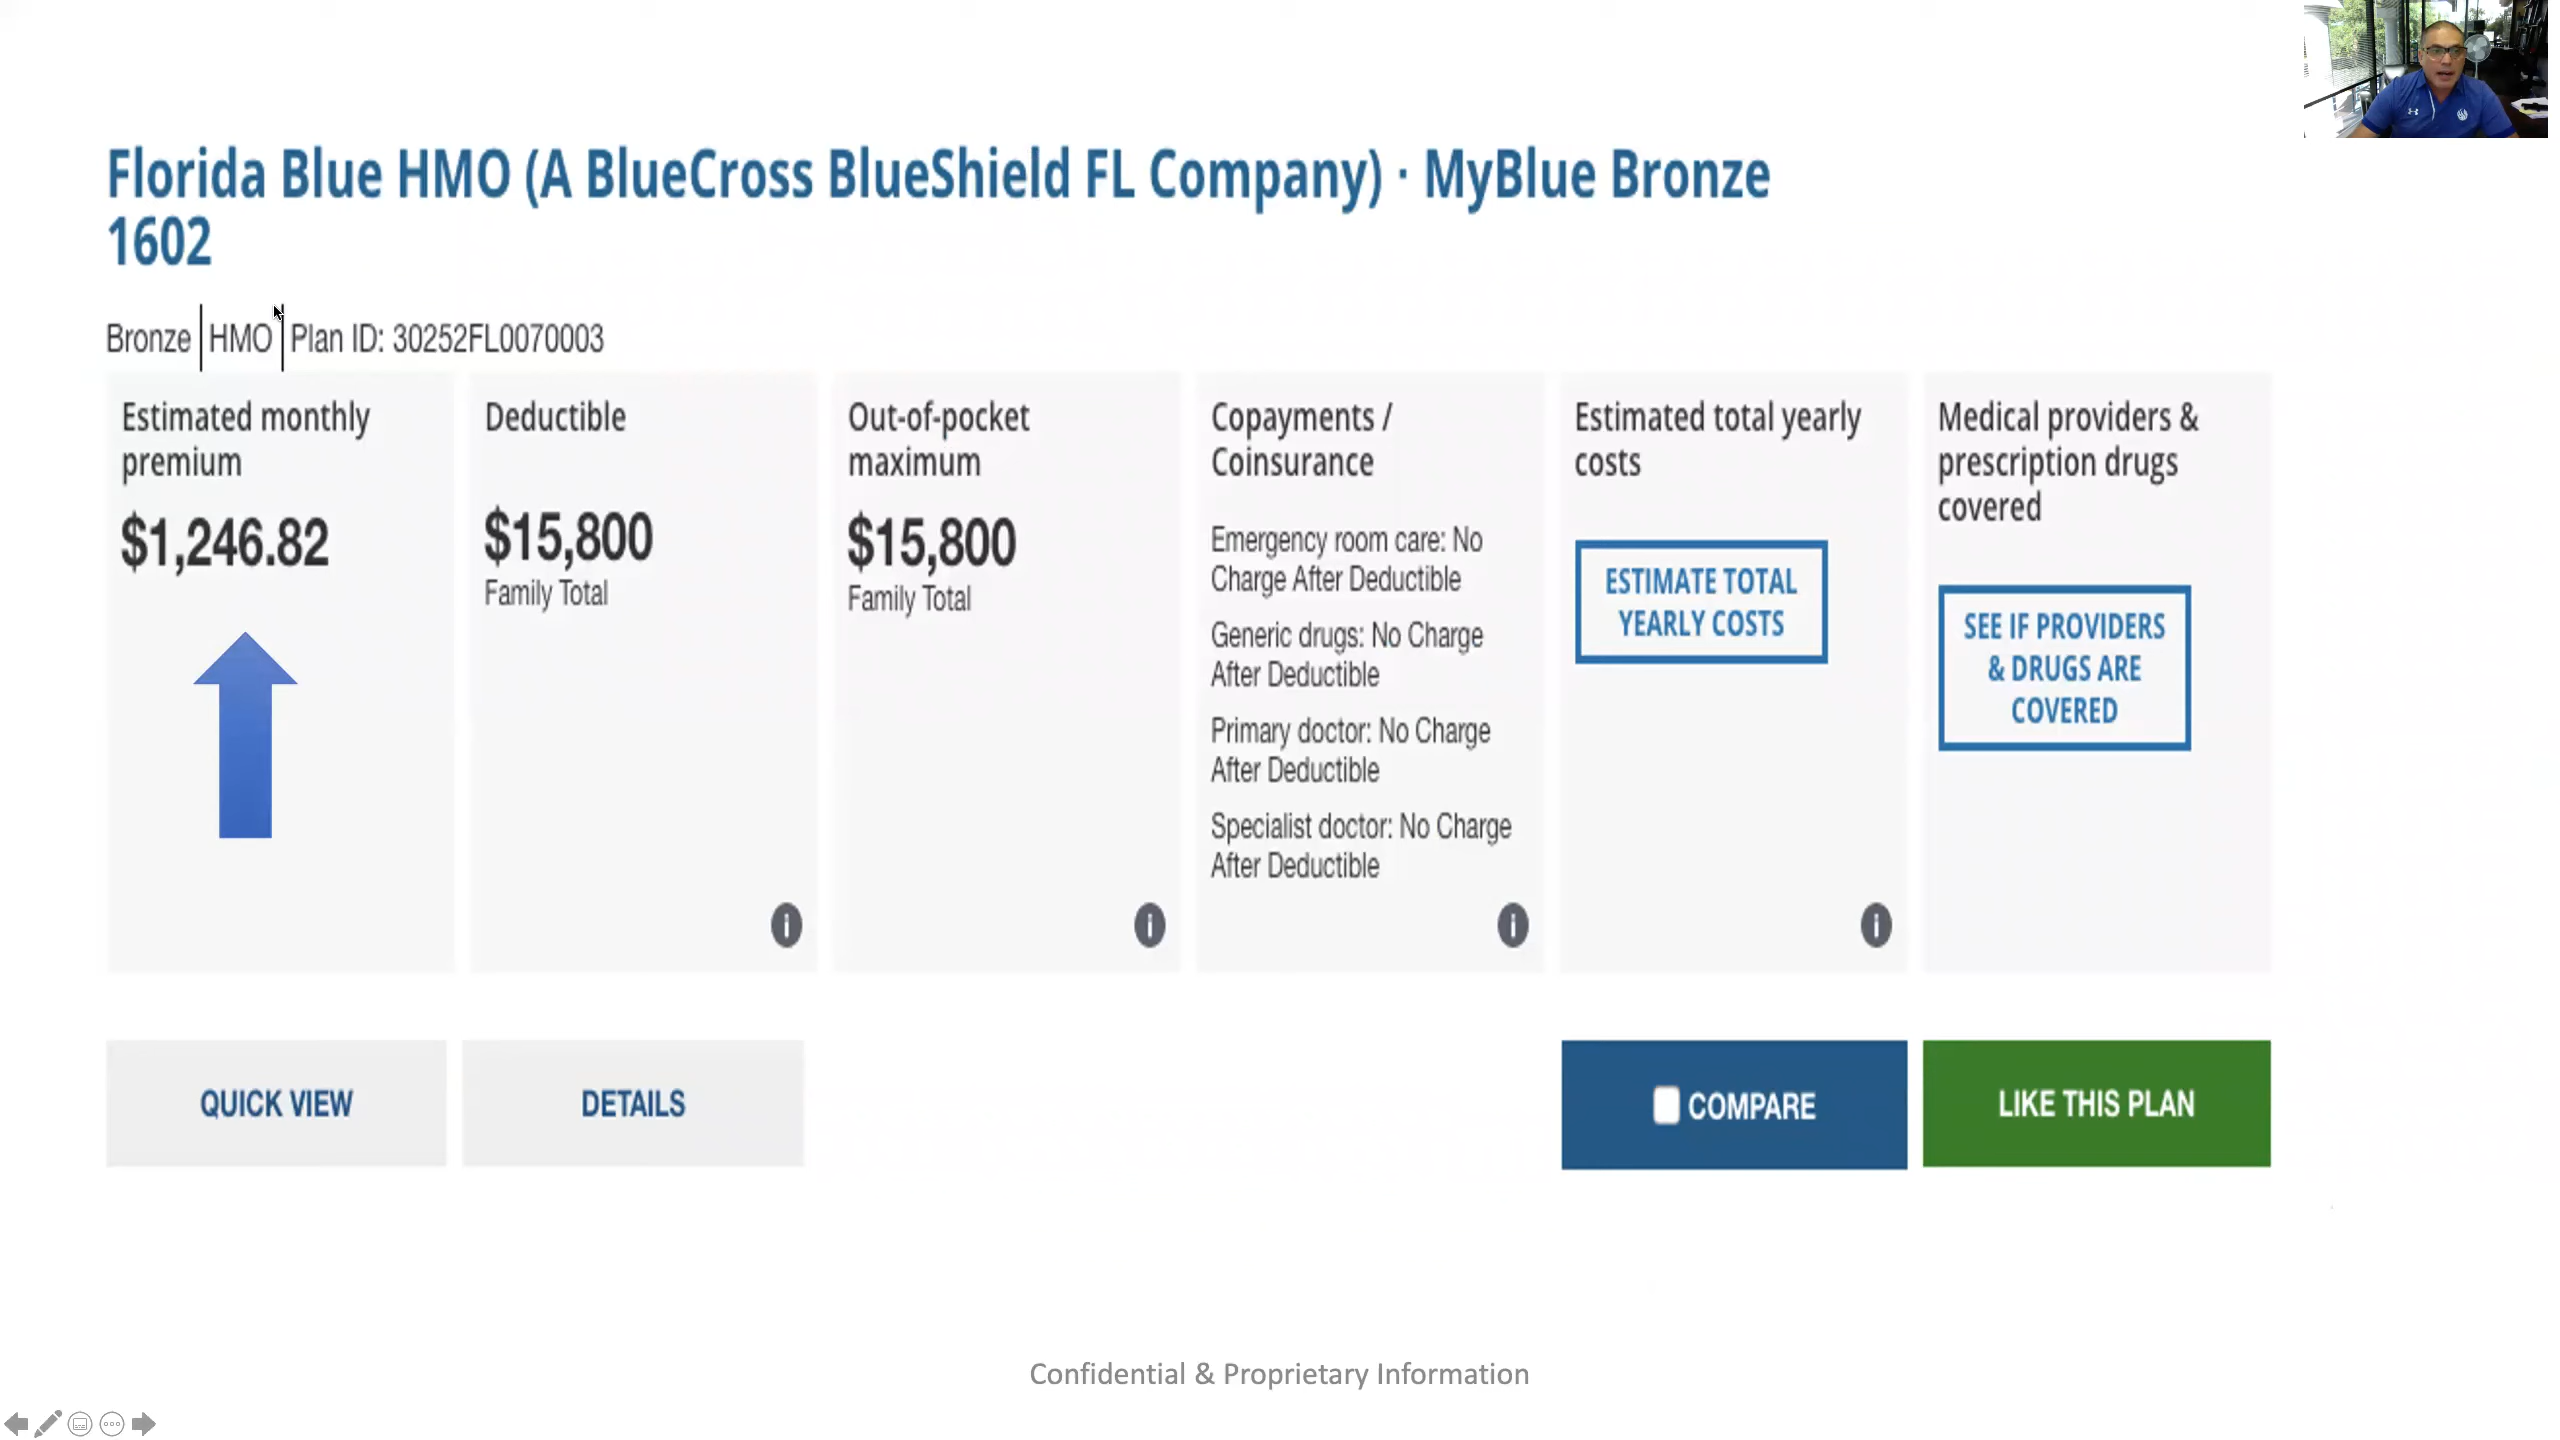 Florida Blue HMO (A BlueCross BlueShield FL Company) · MyBlue Bronze
1602
Bronze | HMO | Plan ID: 30252FL0070003
Estimated monthly
premium
$1,246.82
Deductible
$15,800
Family Total
Out-of-pocket
maximum
$15,800
Family Total
Copayments /
Coinsurance
Emergency room care: No
Charge After Deductible
Generic drugs: No Charge
After Deductible
Primary doctor: No Charge
After Deductible
Specialist doctor: No Charge
After Deductible
Estimated total yearly
costs
ESTIMATE TOTAL
YEARLY COSTS
Medical providers &
prescription drugs
covered
SEE IF PROVIDERS
& DRUGS ARE
COVERED
QUICK VIEW
DETAILS
COMPARE
LIKE THIS PLAN
Confidential & Proprietary Information